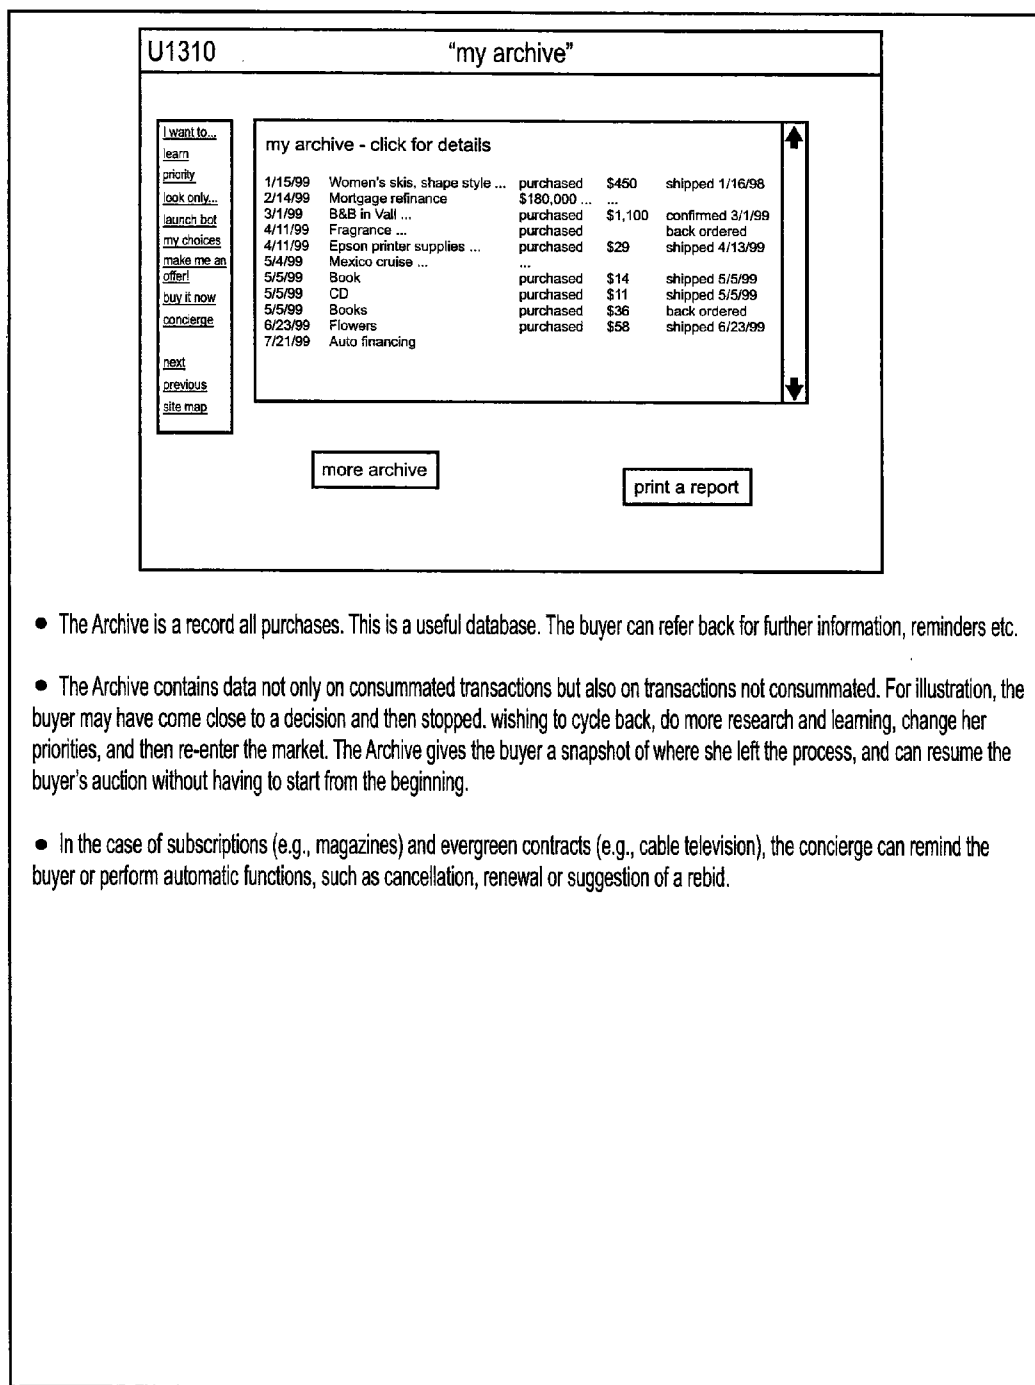 U1310 "my archive"
I want to...
learn
priority
look only...
launch bot
my choices
make me an
offer!
buy it now
concierge
next
previous
site map
my archive - click for details
1/15/99 Women's skis, shape style ... purchased $450 shipped 1/16/98
2/14/99 Mortgage refinance $180,000 ... ...
3/1/99 B&B in Vail ... purchased $1,100 confirmed 3/1/99
4/11/99 Fragrance ... purchased back ordered
4/11/99 Epson printer supplies ... purchased $29 shipped 4/13/99
5/4/99 Mexico cruise ... ...
5/5/99 Book purchased $14 shipped 5/5/99
5/5/99 CD purchased $11 shipped 5/5/99
5/5/99 Books purchased $36 back ordered
6/23/99 Flowers purchased $58 shipped 6/23/99
7/21/99 Auto financing
more archive
print a report
• The Archive is a record all purchases. This is a useful database. The buyer can refer back for further information, reminders etc.
• The Archive contains data not only on consummated transactions but also on transactions not consummated. For illustration, the
buyer may have come close to a decision and then stopped. wishing to cycle back, do more research and learning, change her
priorities, and then re-enter the market. The Archive gives the buyer a snapshot of where she left the process, and can resume the
buyer's auction without having to start from the beginning.
• In the case of subscriptions (e.g., magazines) and evergreen contracts (e.g., cable television), the concierge can remind the
buyer or perform automatic functions, such as cancellation, renewal or suggestion of a rebid.